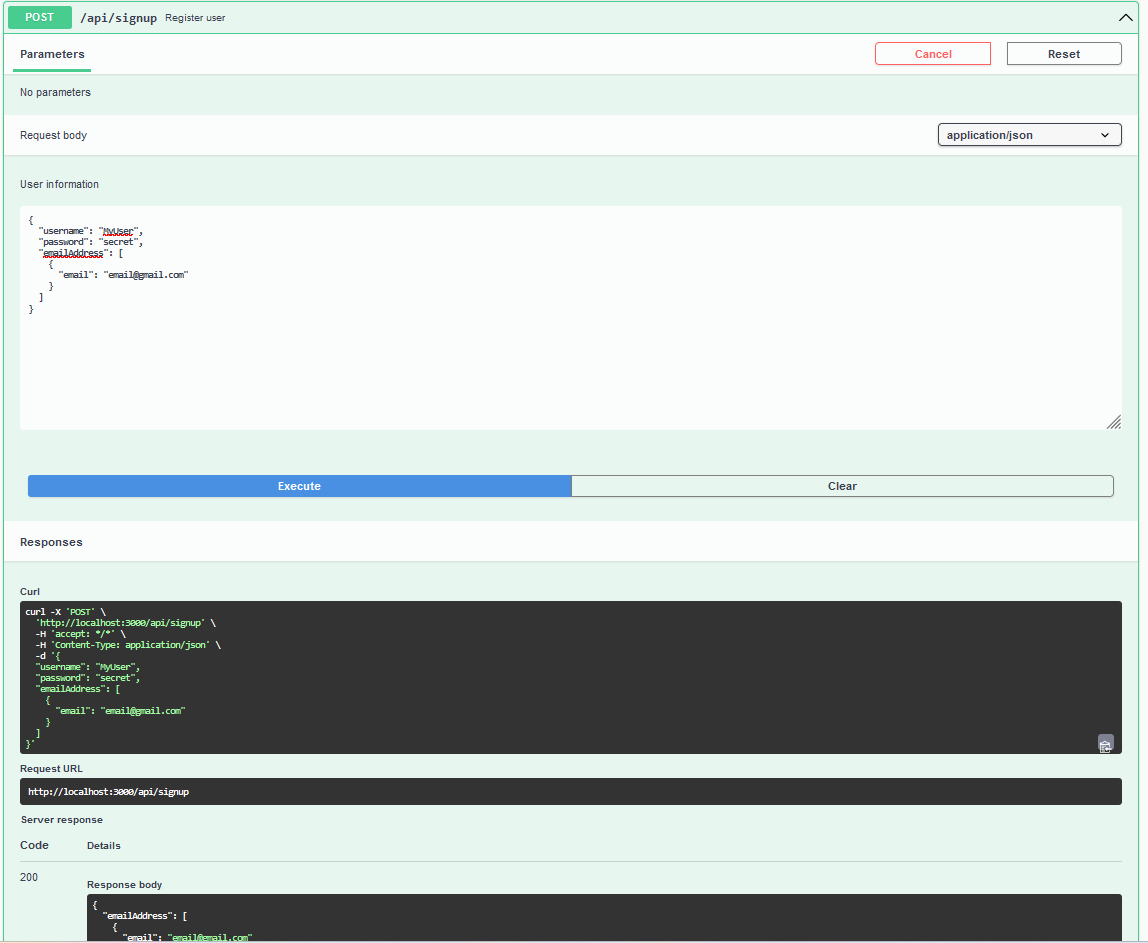 POST /api/signup Register user
Parameters
Cancel
Reset
No parameters
Request body
application/json
User information
{
"username": "MyUser",
"password": "secret",
"emailAddress": [
{
"email": "email@gmail.com"
}
]
}
Execute
Clear
Responses
Curl
curl -X 'POST' \
'http://localhost:3000/api/signup' \
-H 'accept: */*' \
-H 'Content-Type: application/json' \
-d '{
"username": "MyUser",
"password": "secret",
"emailAddress": [
{
"email": "email@gmail.com"
}
]
}'
Request URL
http://localhost:3000/api/signup
Server response
Code
Details
200
Response body
{
"emailAddress": [
{
"email": "email@gmail.com"